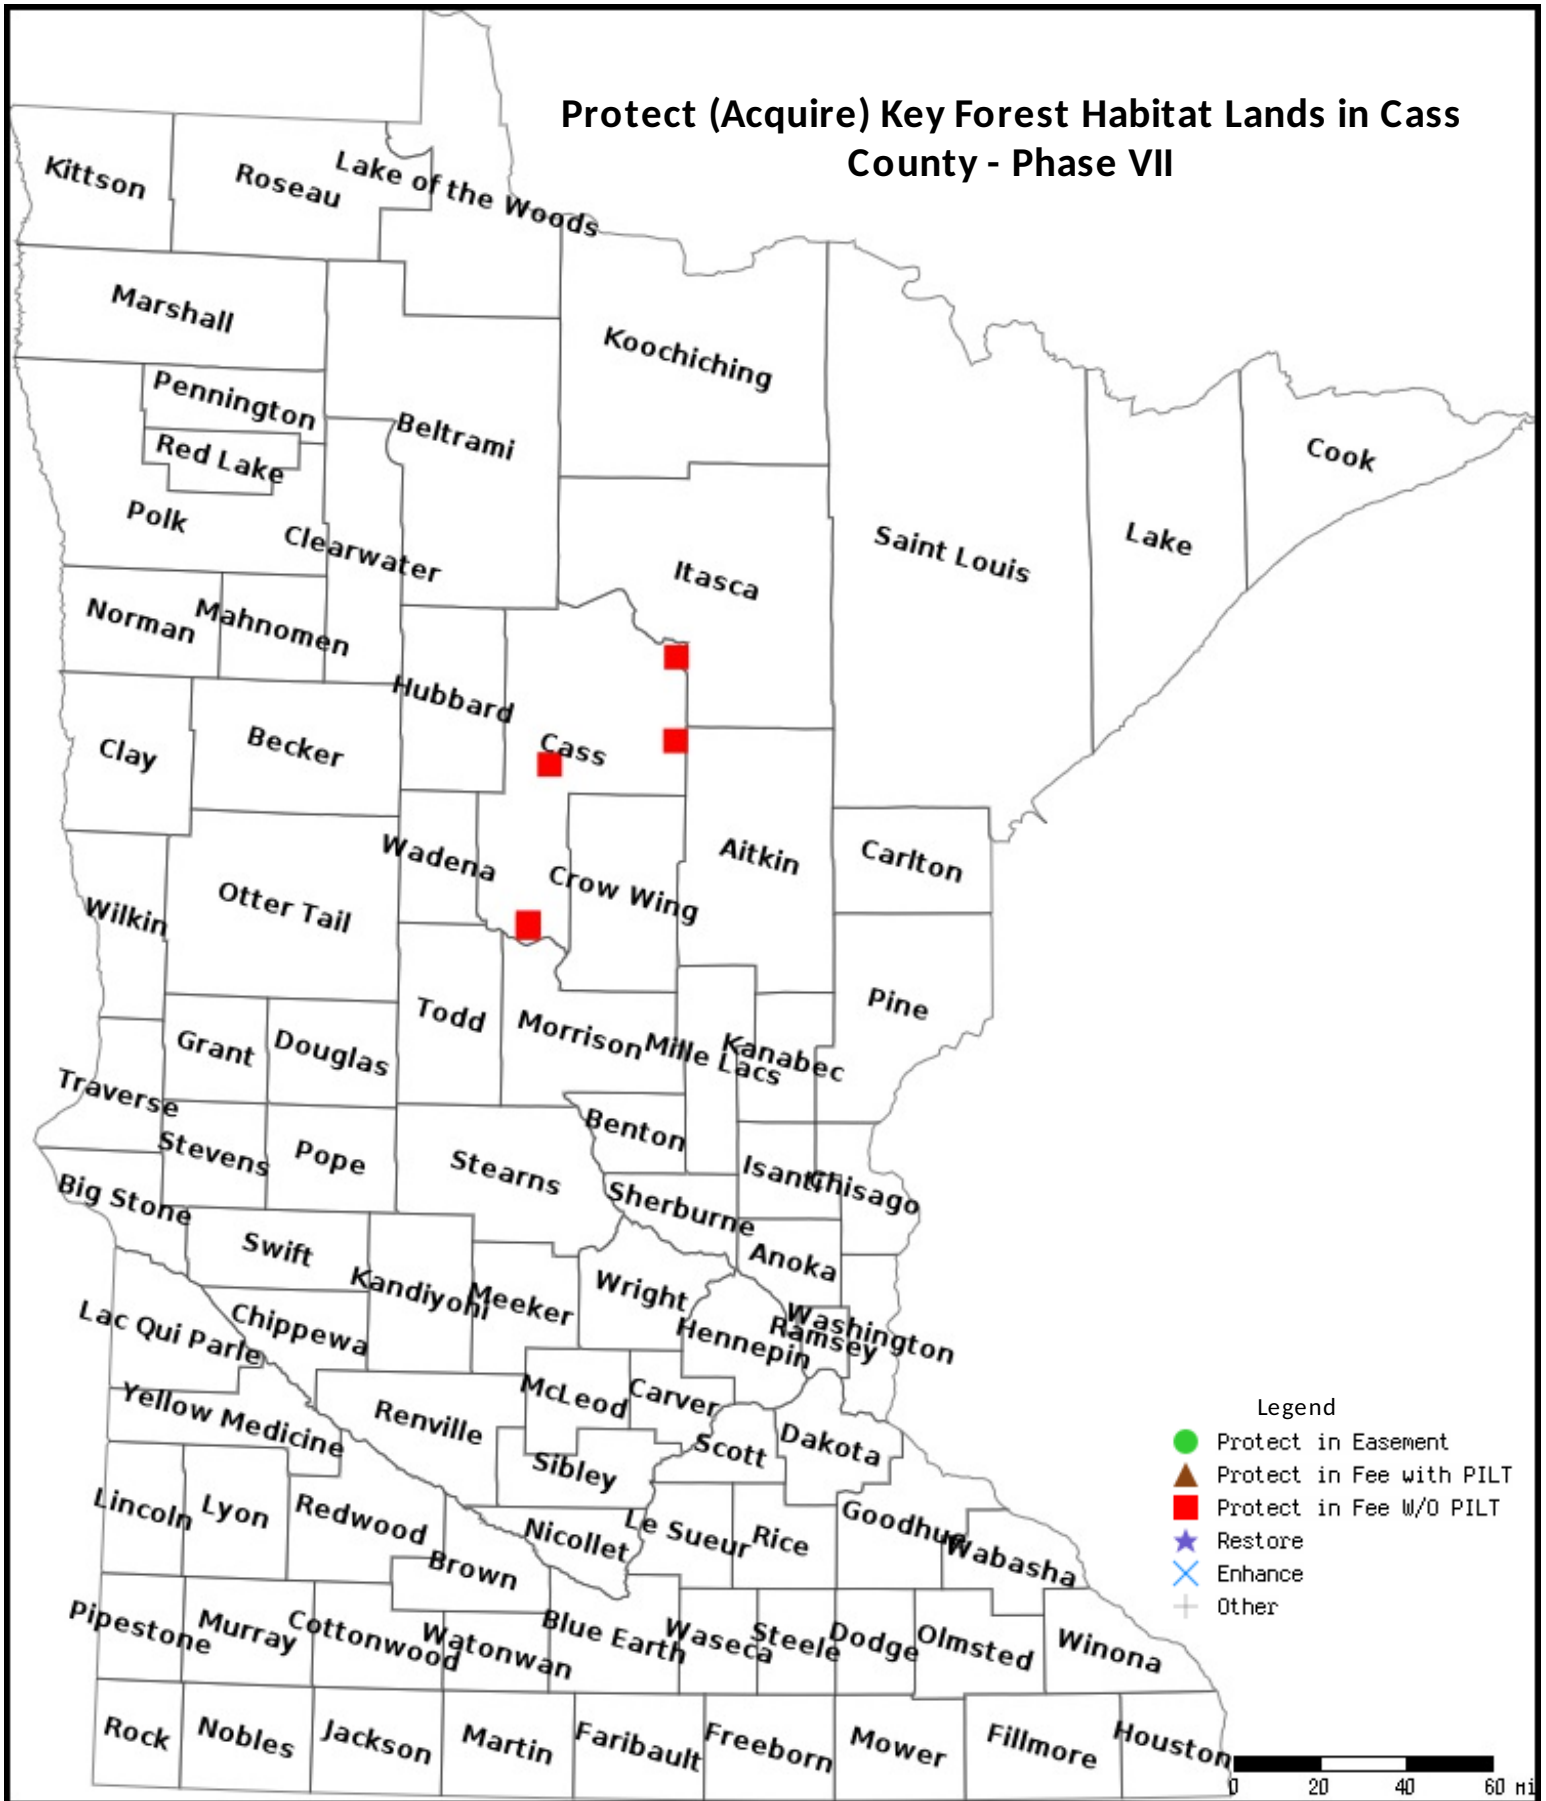 Protect (Acquire) Key Forest Habitat Lands in Cass
County - Phase VII
Kittson
Roseau
Lake of the Woods
Marshall
Koochiching
Pennington
Beltrami
Red Lake
Cook
Polk
Clearwater
Saint Louis
Lake
Itasca
Norman
Mahnomen
Hubbard
Clay
Becker
Cass
Wadena
Aitkin
Carlton
Otter Tail
Crow Wing
Wilkin
Pine
Todd
Morrison
Grant
Douglas
Mille Lacs
Kanabec
Traverse
Benton
Stevens
Pope
Stearns
Isanti
Chisago
Big Stone
Sherburne
Swift
Anoka
Kandiyohi
Meeker
Wright
Lac Qui Parle
Chippewa
Hennepin
Ramsey
Washington
Yellow Medicine
Renville
McLeod
Carver
Scott
Dakota
Sibley
Legend
Protect in Easement
Protect in Fee with PILT
Protect in Fee W/O PILT
Restore
Enhance
Other
Lincoln
Lyon
Redwood
Nicollet
Le Sueur
Rice
Goodhue
Wabasha
Brown
Pipestone
Murray
Cottonwood
Watonwan
Blue Earth
Waseca
Steele
Dodge
Olmsted
Winona
Rock
Nobles
Jackson
Martin
Faribault
Freeborn
Mower
Fillmore
Houston
0 20 40 60 mi